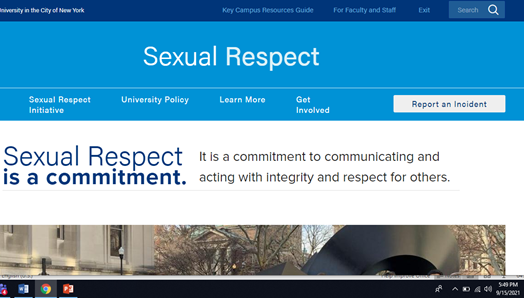 University in the City of New York
Key Campus Resources Guide
For Faculty and Staff
Exit
Search
Sexual Respect
Sexual Respect Initiative
University Policy
Learn More
Get Involved
Report an Incident
Sexual Respect
is a commitment.
It is a commitment to communicating and
acting with integrity and respect for others.
5:49 PM
9/15/2021